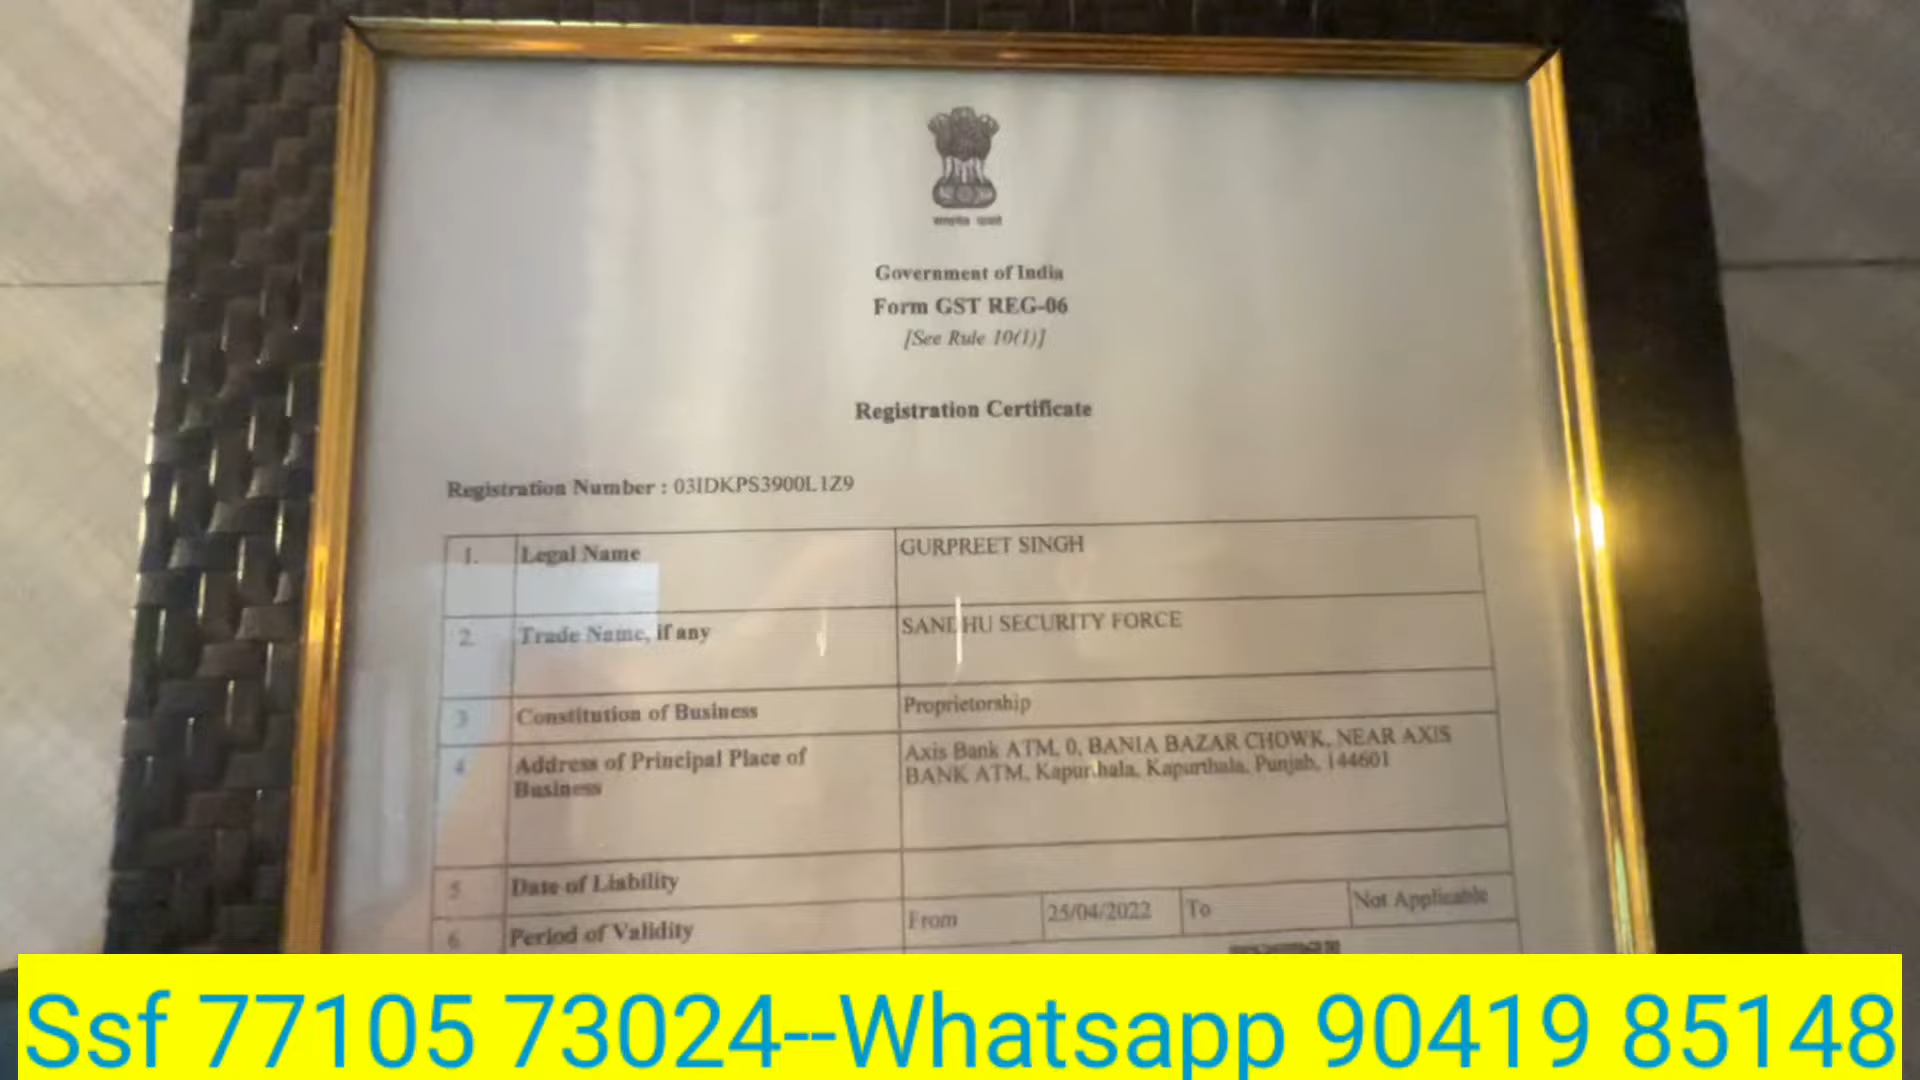 सत्यमेव जयते
Government of India
Form GST REG-06
[See Rule 10(1)]
Registration Certificate
Registration Number : 03IDKPS3900L1Z9
1. Legal Name GURPREET SINGH
2. Trade Name, if any SANDHU SECURITY FORCE
3 Constitution of Business Proprietorship
4 Address of Principal Place of Business Axis Bank ATM, 0, BANIA BAZAR CHOWK, NEAR AXIS
BANK ATM, Kapurthala, Kapurthala, Punjab, 144601
5 Date of Liability
6 Period of Validity From 25/04/2022 To Not Applicable
Ssf 77105 73024--Whatsapp 90419 85148